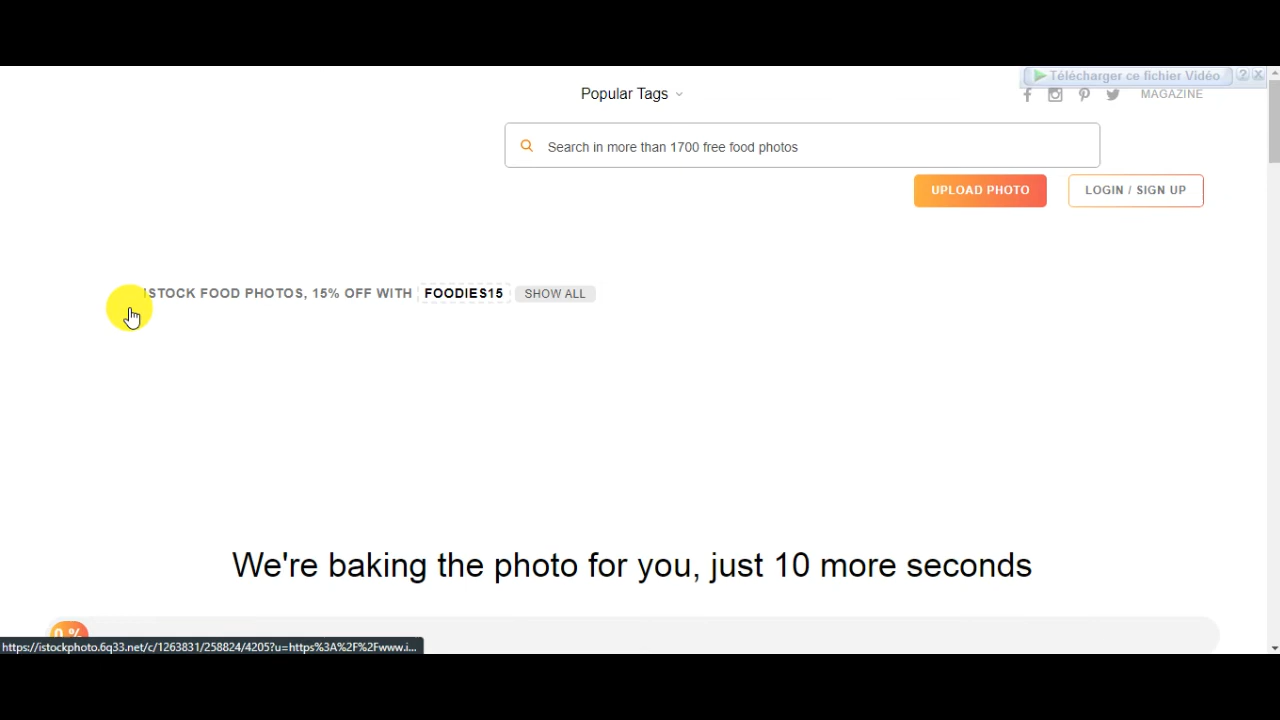 Télécharger ce fichier Vidéo
Popular Tags
MAGAZINE
Search in more than 1700 free food photos
UPLOAD PHOTO
LOGIN / SIGN UP
ISTOCK FOOD PHOTOS, 15% OFF WITH FOODIES15 SHOW ALL
We're baking the photo for you, just 10 more seconds
0 %
https://istockphoto.6q33.net/c/1263831/258824/4205?u=https%3A%2F%2Fwww.i...